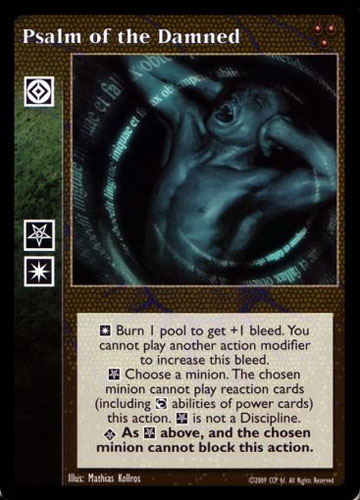 Psalm of the Damned
Burn 1 pool to get +1 bleed. You
cannot play another action modifier
to increase this bleed.
Choose a minion. The chosen
minion cannot play reaction cards
(including abilities of power cards)
this action. is not a Discipline.
As above, and the chosen
minion cannot block this action.
Illus: Mathias Kollros
©2009 CCP hf. All Rights Reserved